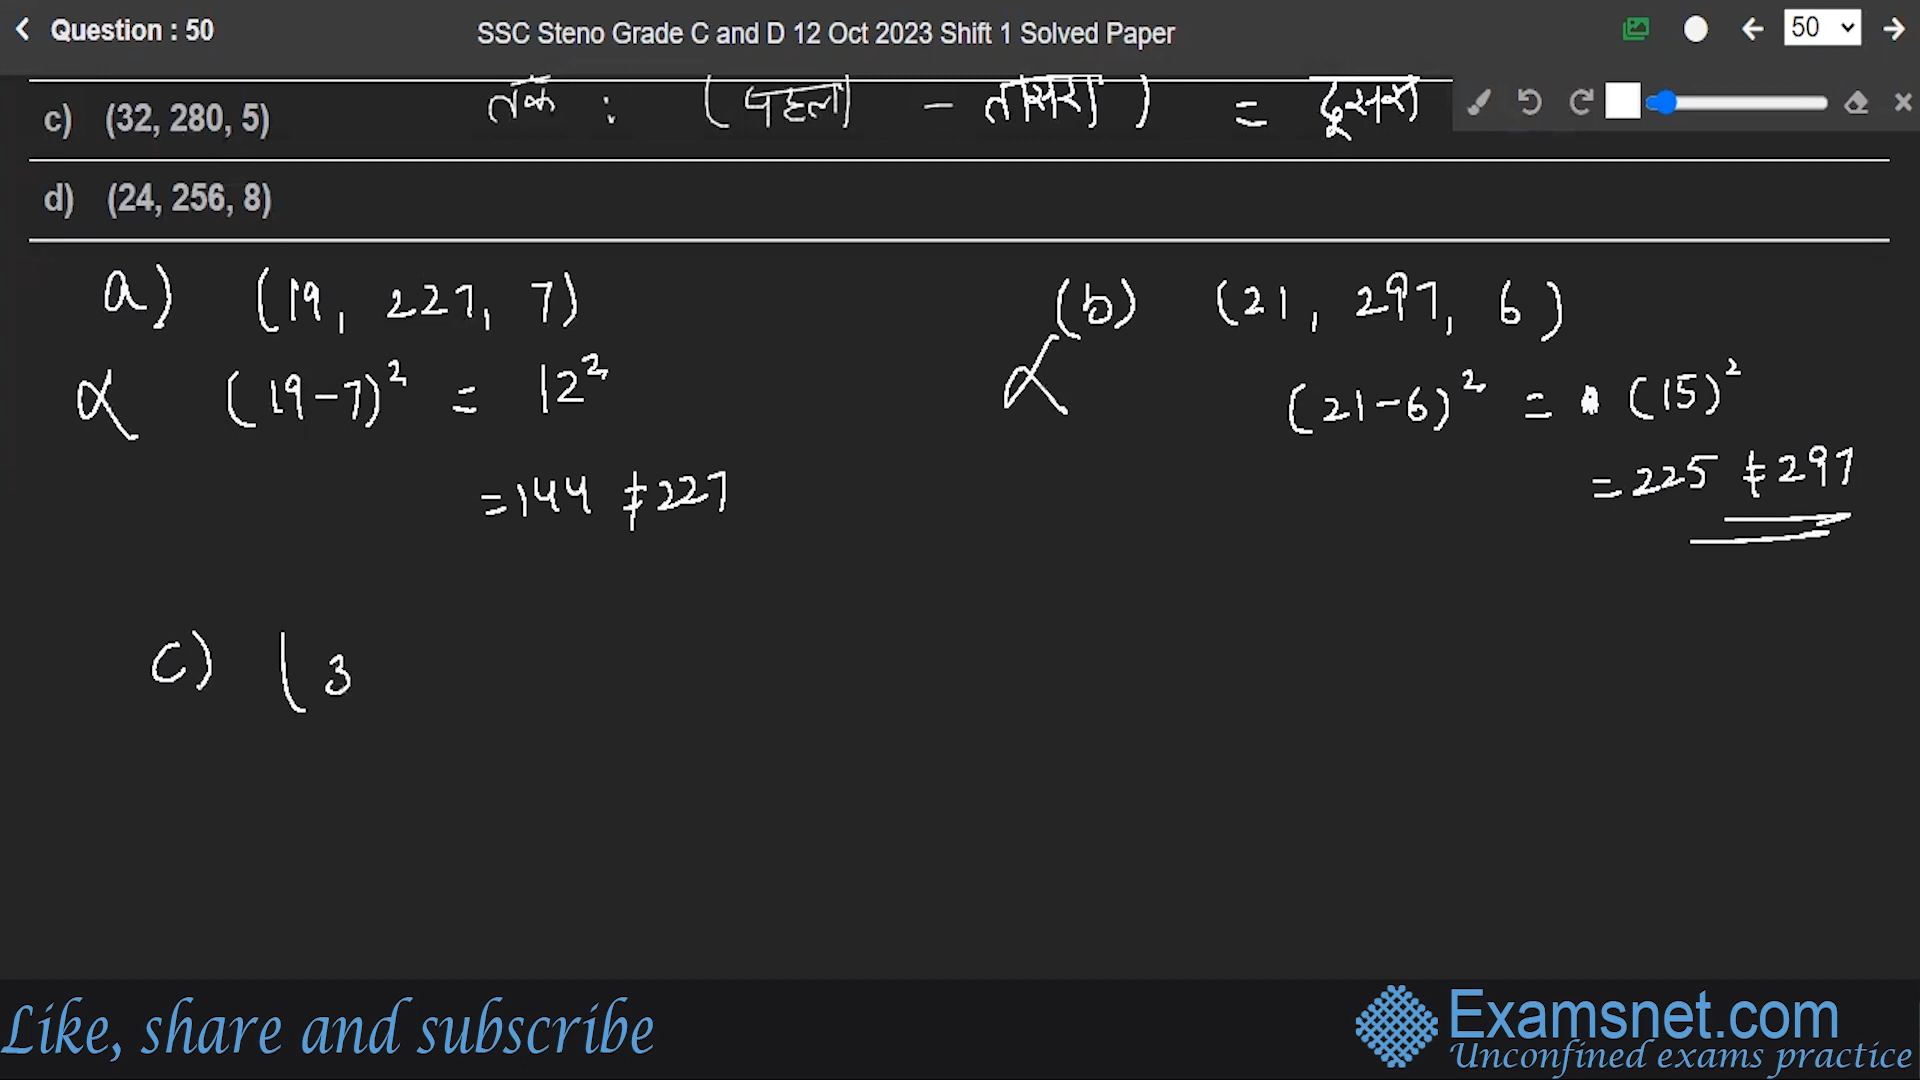 Question : 50
SSC Steno Grade C and D 12 Oct 2023 Shift 1 Solved Paper
50
c) (32, 280, 5)
तर्क : (पहला - तीसरा) = दूसरा
d) (24, 256, 8)
a) (19, 227, 7)
(19-7)² = 12²
=144 ≠227
(b) (21, 297, 6)
(21-6)² = (15)²
=225 ≠297
c) (3
Like, share and subscribe
Examsnet.com
Unconfined exams practice